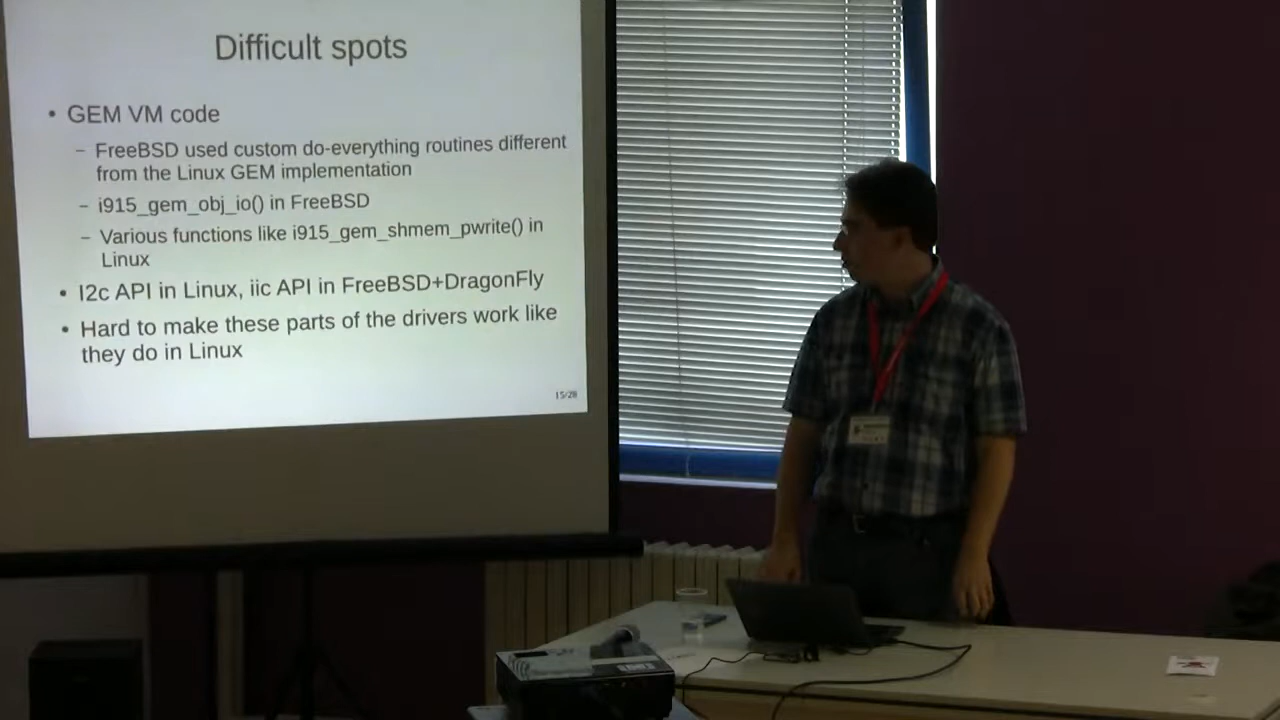 Difficult spots
• GEM VM code
– FreeBSD used custom do-everything routines different
from the Linux GEM implementation
– i915_gem_obj_io() in FreeBSD
– Various functions like i915_gem_shmem_pwrite() in
Linux
• I2c API in Linux, iic API in FreeBSD+DragonFly
• Hard to make these parts of the drivers work like
they do in Linux
15/28